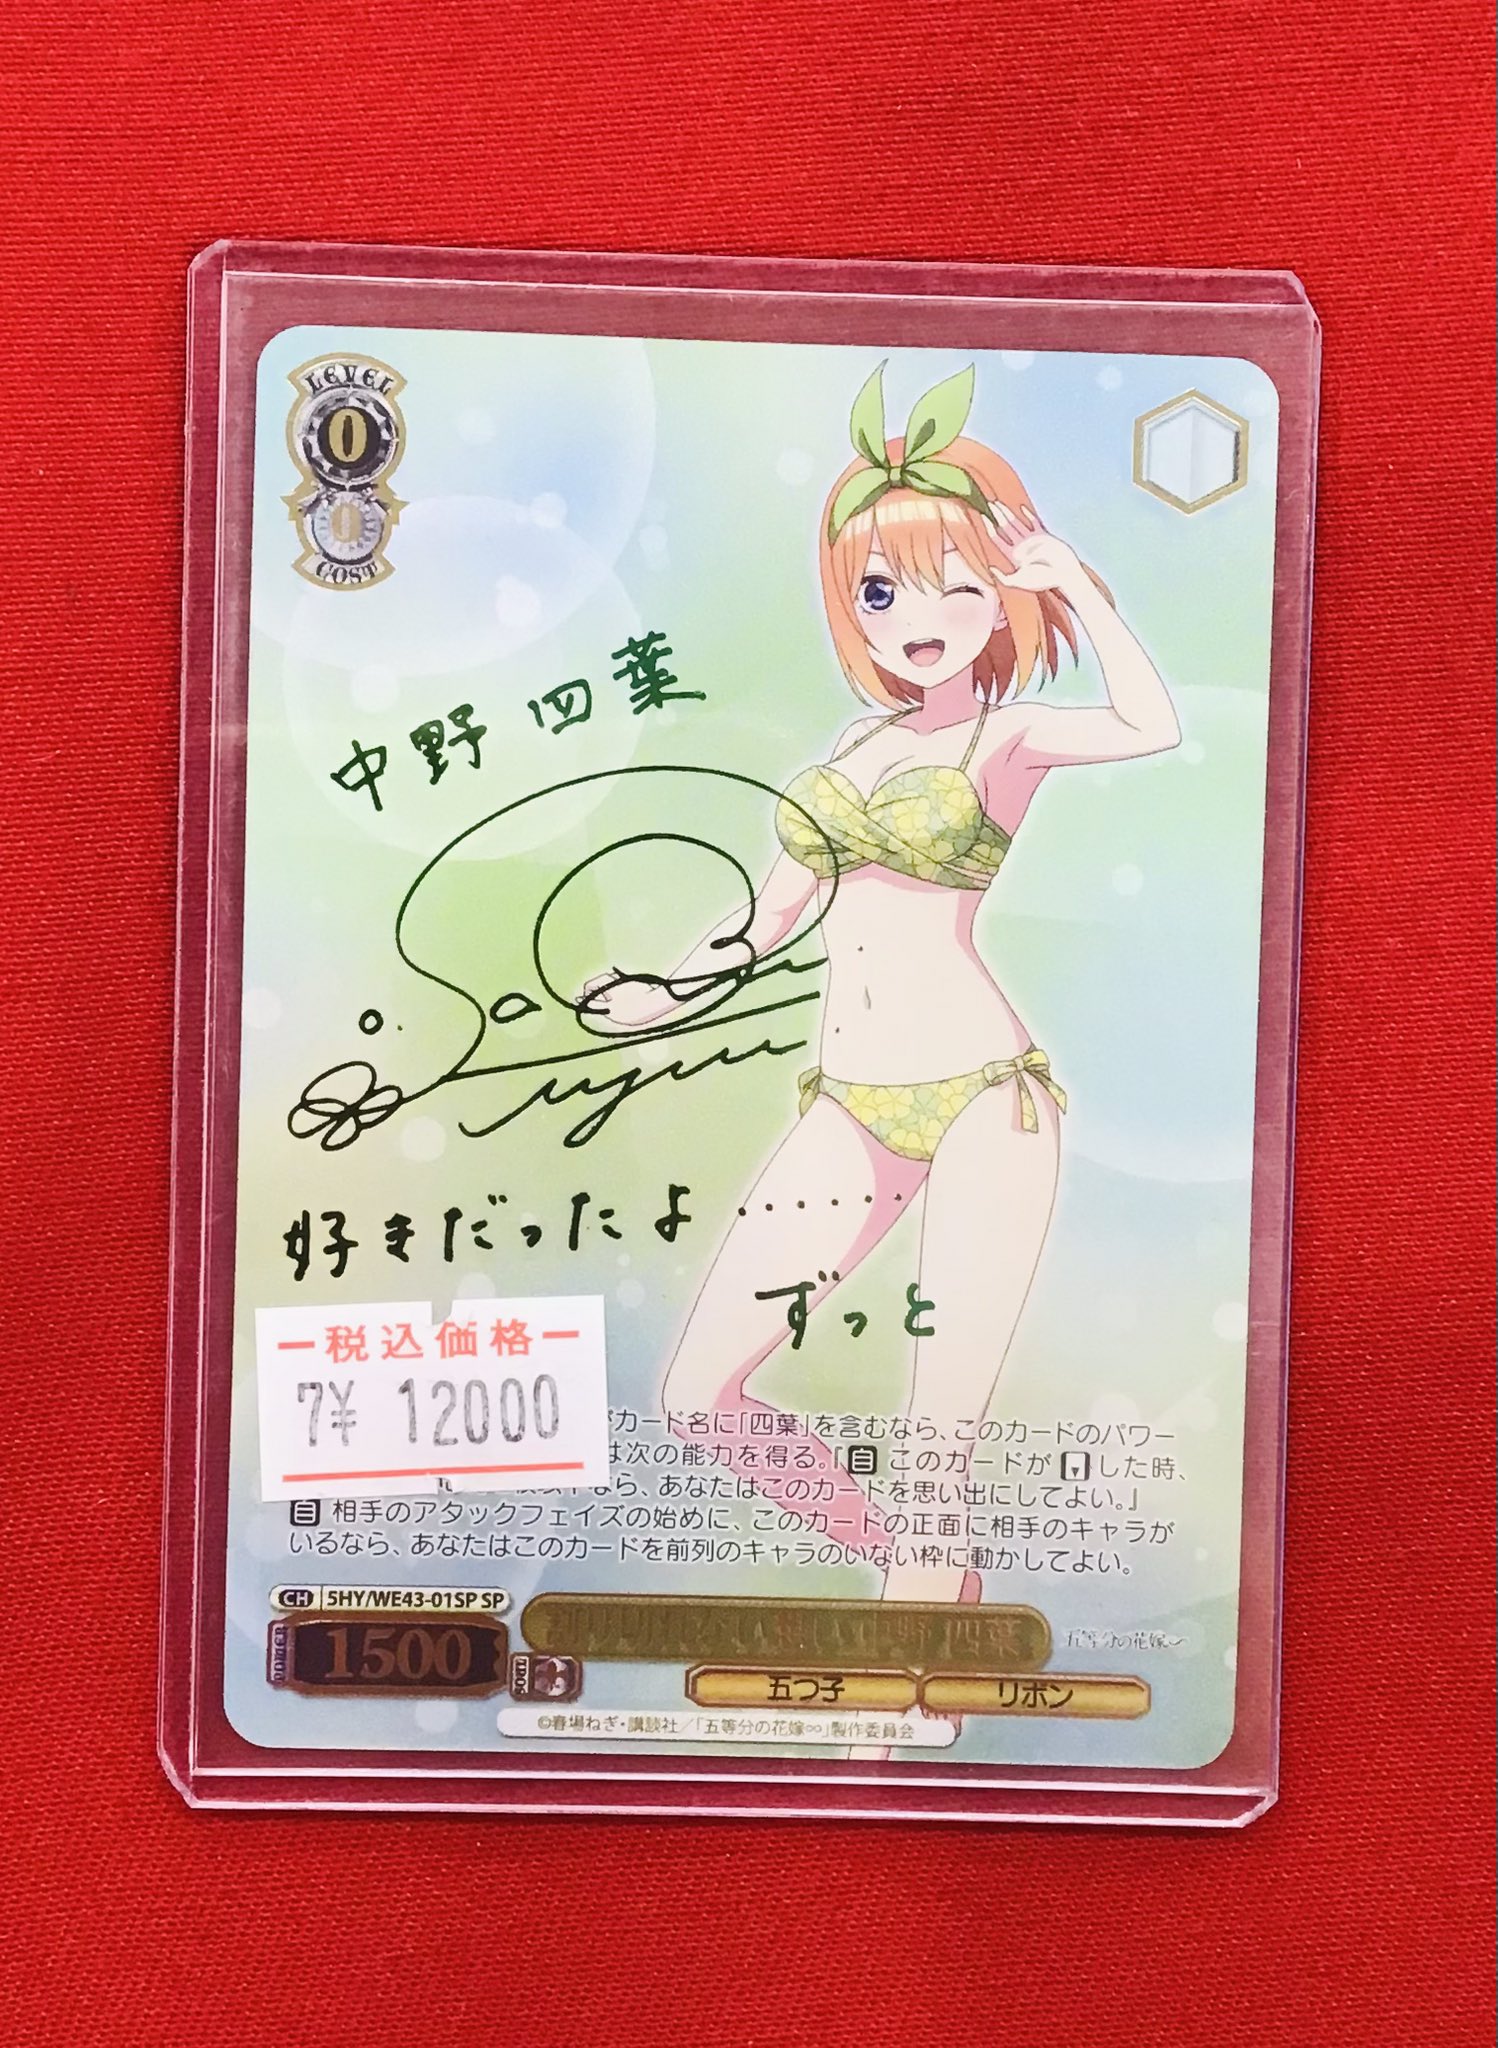 LEVEL
0
0
COST
中野 四葉
好きだったよ ······
ずっと
税込価格
7¥ 12000
がカード名に「四葉」を含むなら、このカードのパワー
は次の能力を得る。『自 このカードが した時、
なら、あなたはこのカードを思い出にしてよい。』
自 相手のアタックフェイズの始めに、このカードの正面に相手のキャラが
いるなら、あなたはこのカードを前列のキャラのいない枠に動かしてよい。
CH 5HY/WE43-01SP SP
中野 四葉
五等分の花嫁∽
POWER 1500 SOUL
五つ子 リボン
©春場ねぎ・講談社/「五等分の花嫁∽」製作委員会